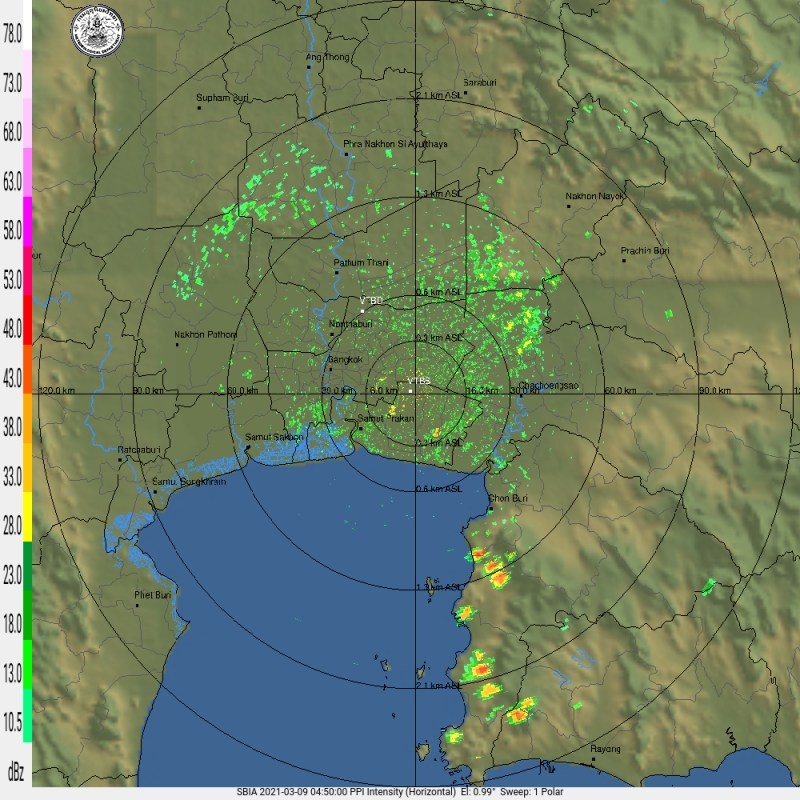 78.0
73.0
68.0
63.0
58.0
53.0
48.0
43.0
38.0
33.0
28.0
23.0
18.0
13.0
10.5
dBz
Ang Thong
Saraburi
2.1 km ASL
Supham Buri
Phra Nakhon Si Ayutthaya
1.3 km ASL
Nakhon Nayok
Prachin Buri
Pathum Thani
0.6 km ASL
VTBD
Nonthaburi
Nakhon Pathom
0.3 km ASL
Bangkok
VTBS
120.0 km 90.0 km 60.0 km 30.0 km 16.0 km 16.0 km 30.0 km 60.0 km 90.0 km
Chachoengsao
Samut Prakan
Samut Sakhon
0.3 km ASL
Ratchaburi
Samut Songkhram
0.6 km ASL
Chon Buri
1.3 km ASL
Phet Buri
2.1 km ASL
Rayong
SBIA 2021-03-09 04:50:00 PPI Intensity (Horizontal) El: 0.99° Sweep: 1 Polar